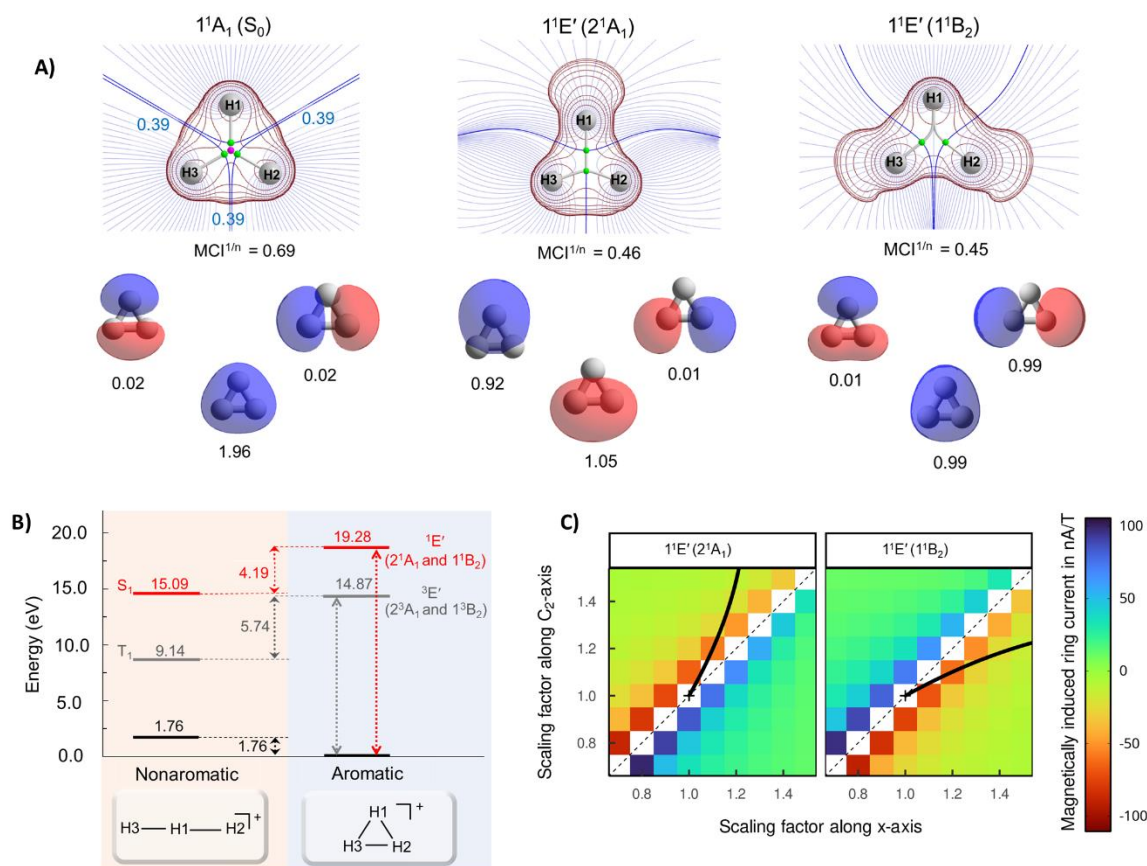 1¹A₁ (S₀) 1¹E′ (2¹A₁) 1¹E′ (1¹B₂)
A)
H1 H1 H1
0.39 0.39
H3 H2 H3 H2 H3 H2
0.39
MCI¹/ⁿ = 0.69 MCI¹/ⁿ = 0.46 MCI¹/ⁿ = 0.45
0.02 0.02 0.92 0.01 0.01 0.99
1.96 1.05 0.99
B)
Energy (eV)
20.0
15.0
10.0
5.0
0.0
S₁ 15.09
4.19
19.28
¹E′
(2¹A₁ and 1¹B₂)
14.87
³E′
(2³A₁ and 1³B₂)
5.74
T₁ 9.14
1.76
1.76
Nonaromatic Aromatic
H3 — H1 — H2 ⁺
H1 ⁺
H3 H2
C)
1¹E′ (2¹A₁) 1¹E′ (1¹B₂)
Scaling factor along C₂-axis
1.4
1.2
1.0
0.8
0.8 1.0 1.2 1.4 0.8 1.0 1.2 1.4
Scaling factor along x-axis
Magnetically induced ring current in nA/T
100
50
0
-50
-100